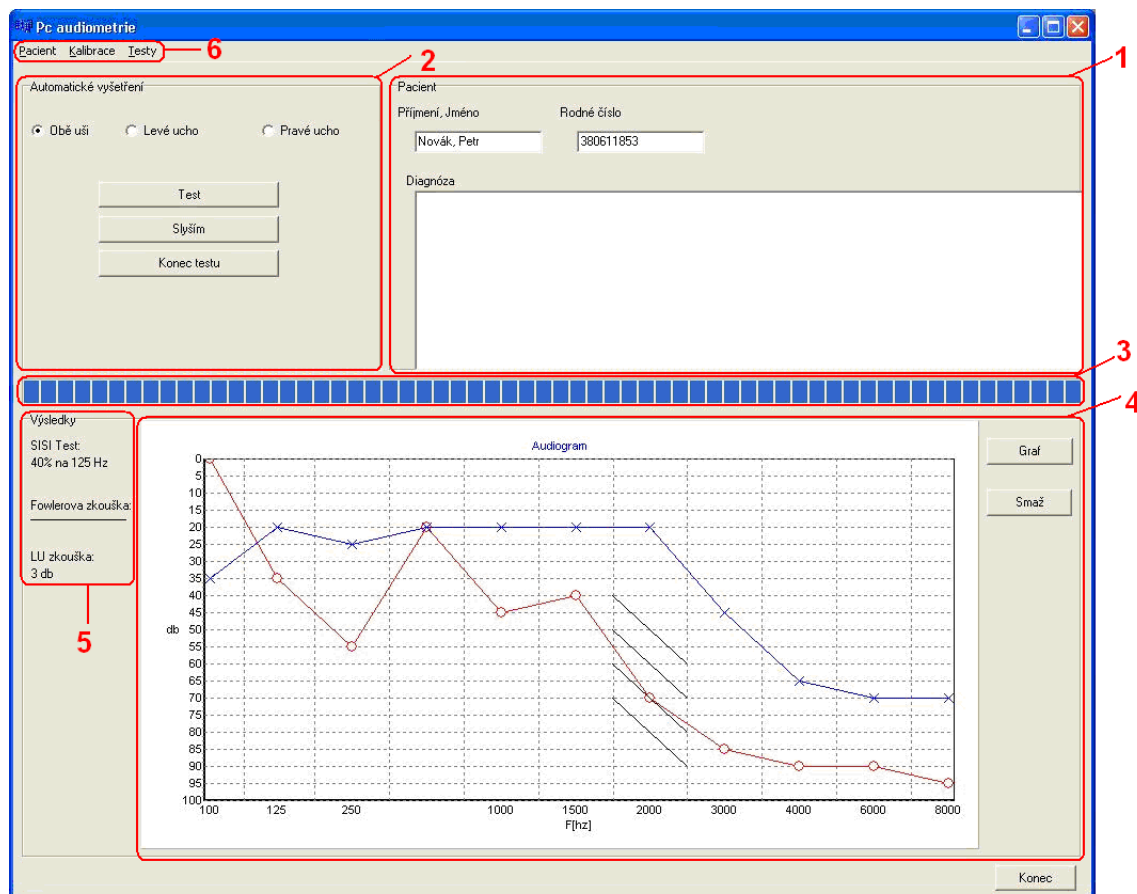 Pc audiometrie
Pacient Kalibrace Testy
6
2
1
Automatické vyšetření
Obě uši Levé ucho Pravé ucho
Test
Slyším
Konec testu
Pacient
Příjmení, Jméno Rodné číslo
Novák, Petr 380611853
Diagnóza
3
4
Výsledky
SISI Test:
40% na 125 Hz
Fowlerova zkouška:
LU zkouška:
3 db
5
Audiogram
0
5
10
15
20
25
30
35
40
45
db
50
55
60
65
70
75
80
85
90
95
100
100 125 250 1000 1500 2000 3000 4000 6000 8000
F[hz]
Graf
Smaž
Konec